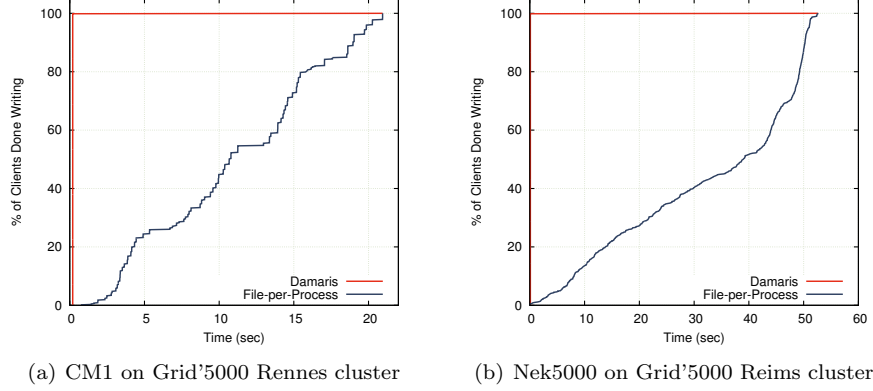 % of Clients Done Writing
100
80
60
40
20
0
Damaris
File-per-Process
0 5 10 15 20
Time (sec)
(a) CM1 on Grid'5000 Rennes cluster
% of Clients Done Writing
100
80
60
40
20
0
Damaris
File-per-Process
0 10 20 30 40 50 60
Time (sec)
(b) Nek5000 on Grid'5000 Reims cluster